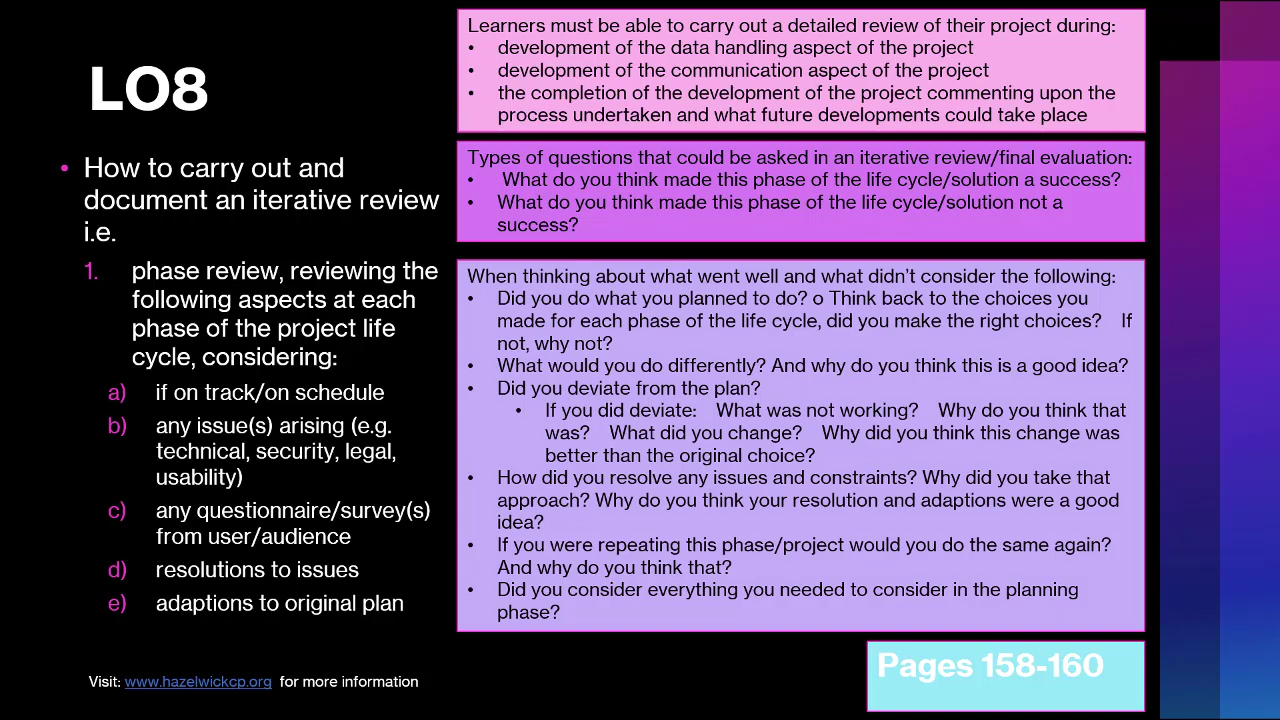 LO8
• How to carry out and
document an iterative review
i.e.
1. phase review, reviewing the
following aspects at each
phase of the project life
cycle, considering:
a) if on track/on schedule
b) any issue(s) arising (e.g.
technical, security, legal,
usability)
c) any questionnaire/survey(s)
from user/audience
d) resolutions to issues
e) adaptions to original plan
Visit: www.hazelwickcp.org for more information
Learners must be able to carry out a detailed review of their project during:
• development of the data handling aspect of the project
• development of the communication aspect of the project
• the completion of the development of the project commenting upon the
process undertaken and what future developments could take place
Types of questions that could be asked in an iterative review/final evaluation:
• What do you think made this phase of the life cycle/solution a success?
• What do you think made this phase of the life cycle/solution not a
success?
When thinking about what went well and what didn't consider the following:
• Did you do what you planned to do? o Think back to the choices you
made for each phase of the life cycle, did you make the right choices? If
not, why not?
• What would you do differently? And why do you think this is a good idea?
• Did you deviate from the plan?
• If you did deviate: What was not working? Why do you think that
was? What did you change? Why did you think this change was
better than the original choice?
• How did you resolve any issues and constraints? Why did you take that
approach? Why do you think your resolution and adaptions were a good
idea?
• If you were repeating this phase/project would you do the same again?
And why do you think that?
• Did you consider everything you needed to consider in the planning
phase?
Pages 158-160